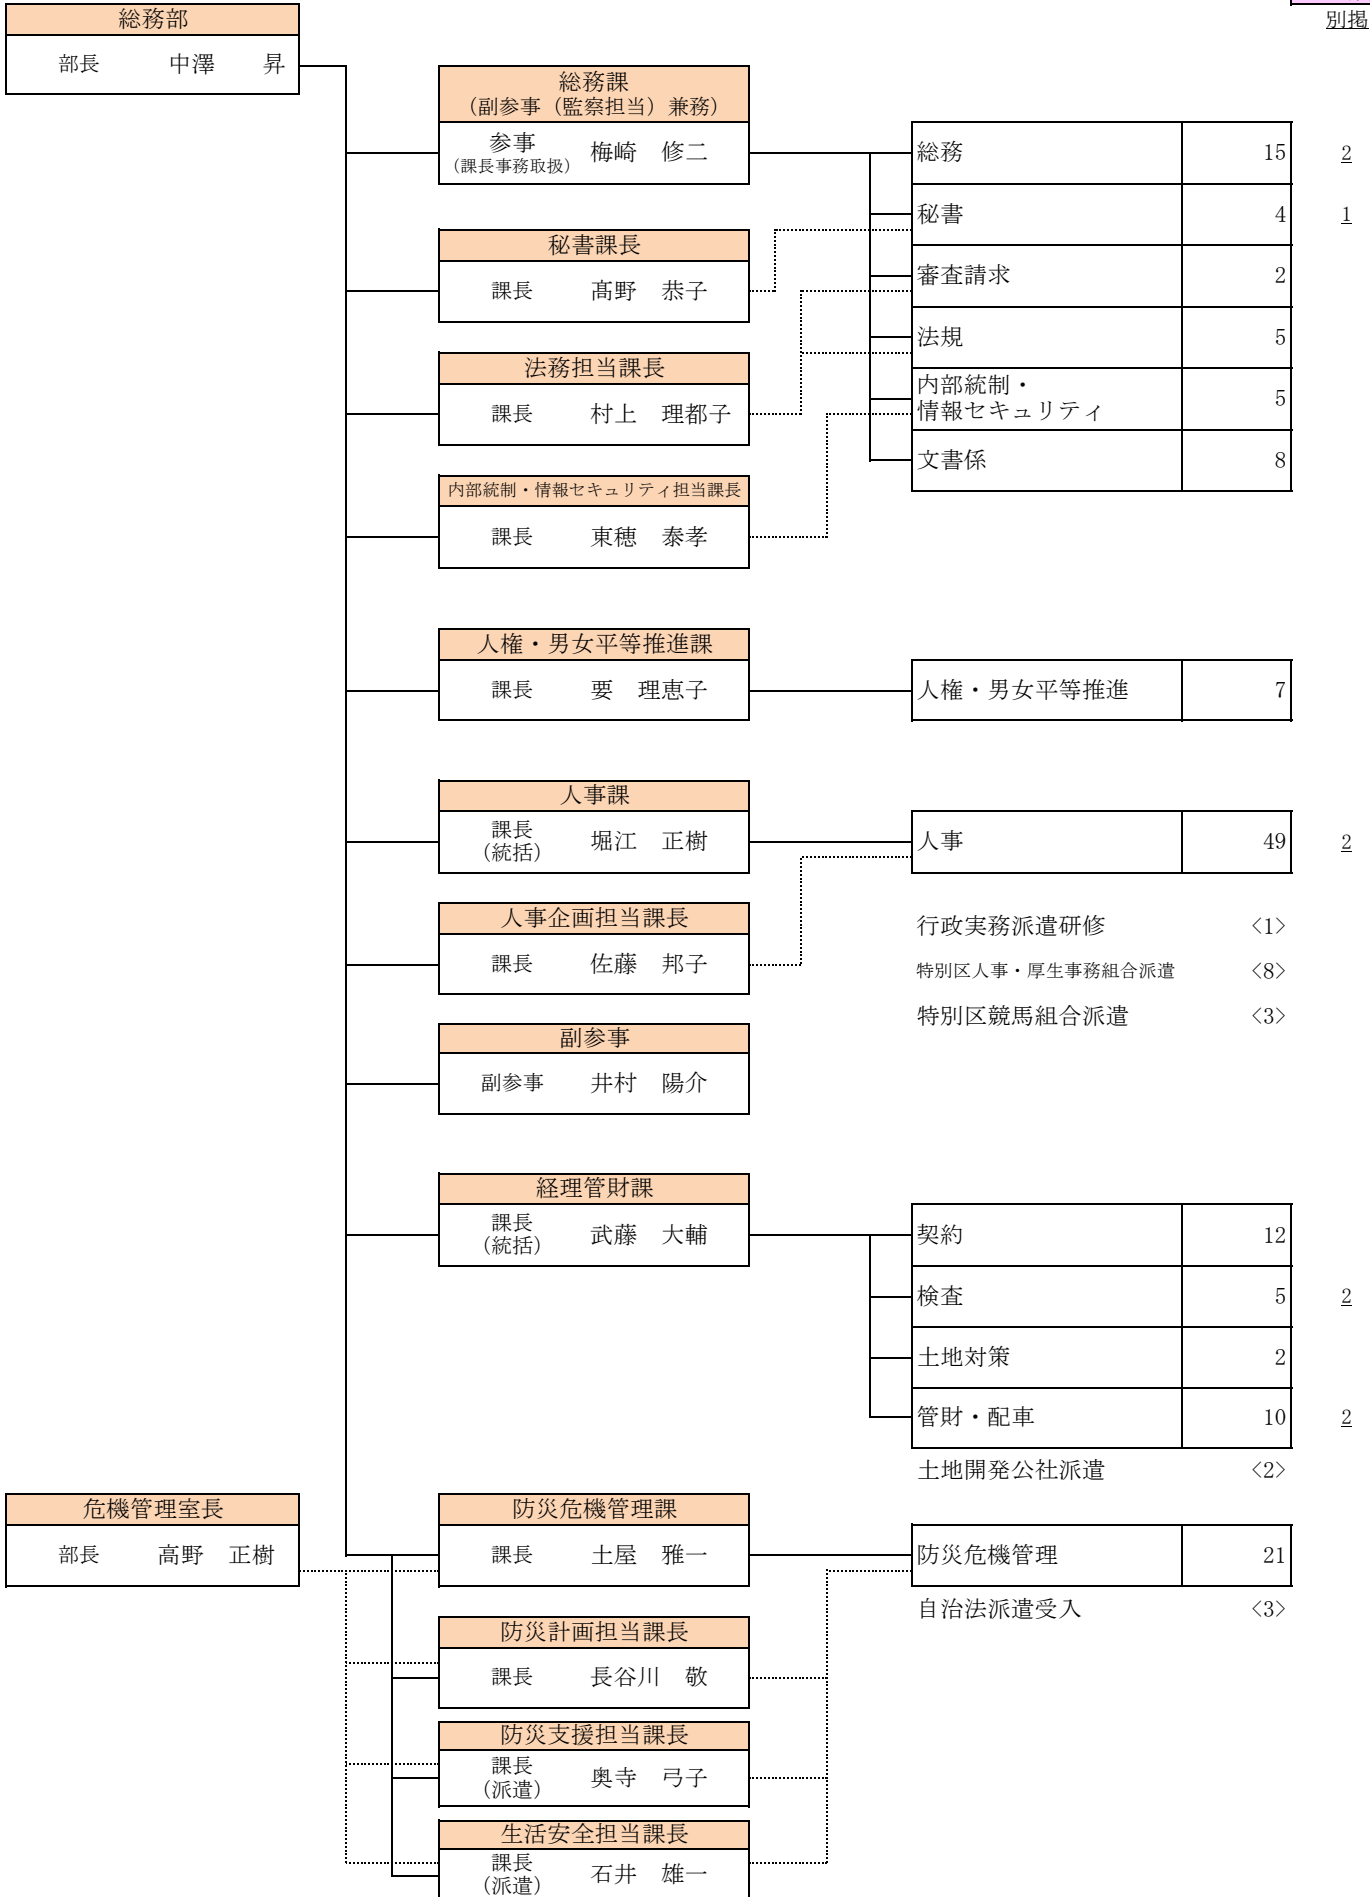 別掲
総務部
部長　中澤　昇
総務課
（副参事（監察担当）兼務）
参事
（課長事務取扱）
梅崎　修二
総務 15 2
秘書 4 1
審査請求 2
法規 5
内部統制・
情報セキュリティ
5
文書係 8
秘書課長
課長　髙野　恭子
法務担当課長
課長　村上　理都子
内部統制・情報セキュリティ担当課長
課長　東穂　泰孝
人権・男女平等推進課
課長　要　理恵子
人権・男女平等推進 7
人事課
課長
（統括）
堀江　正樹
人事 49 2
人事企画担当課長
課長　佐藤　邦子
行政実務派遣研修 <1>
特別区人事・厚生事務組合派遣 <8>
特別区競馬組合派遣 <3>
副参事
副参事　井村　陽介
経理管財課
課長
（統括）
武藤　大輔
契約 12
検査 5 2
土地対策 2
管財・配車 10 2
土地開発公社派遣 <2>
危機管理室長
部長　高野　正樹
防災危機管理課
課長　土屋　雅一
防災危機管理 21
自治法派遣受入 <3>
防災計画担当課長
課長　長谷川　敬
防災支援担当課長
課長
（派遣）
奥寺　弓子
生活安全担当課長
課長
（派遣）
石井　雄一